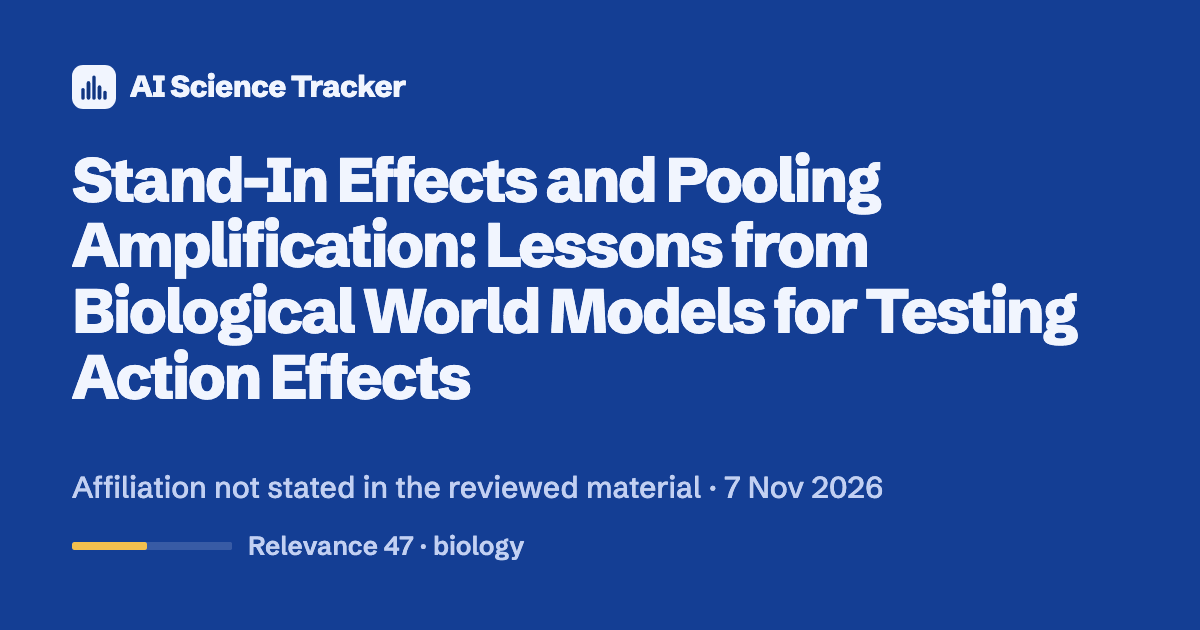 AI Science Tracker
Stand-In Effects and Pooling
Amplification: Lessons from
Biological World Models for Testing
Action Effects
Affiliation not stated in the reviewed material · 7 Nov 2026
Relevance 47 · biology